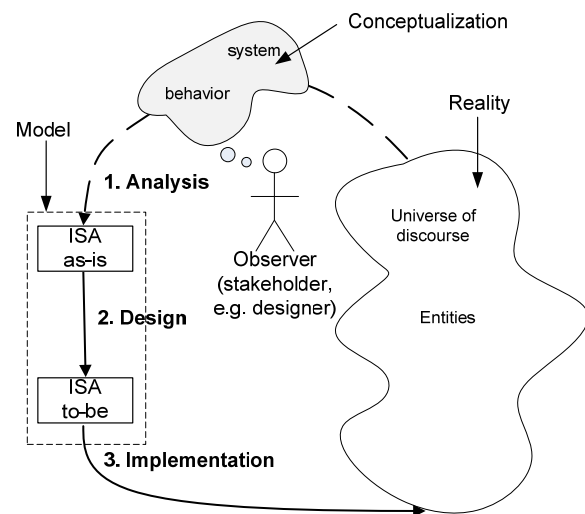 Conceptualization
system
behavior
Reality
Model
1. Analysis
Universe of
discourse
ISA
as-is
Observer
(stakeholder,
e.g. designer)
2. Design
Entities
ISA
to-be
3. Implementation